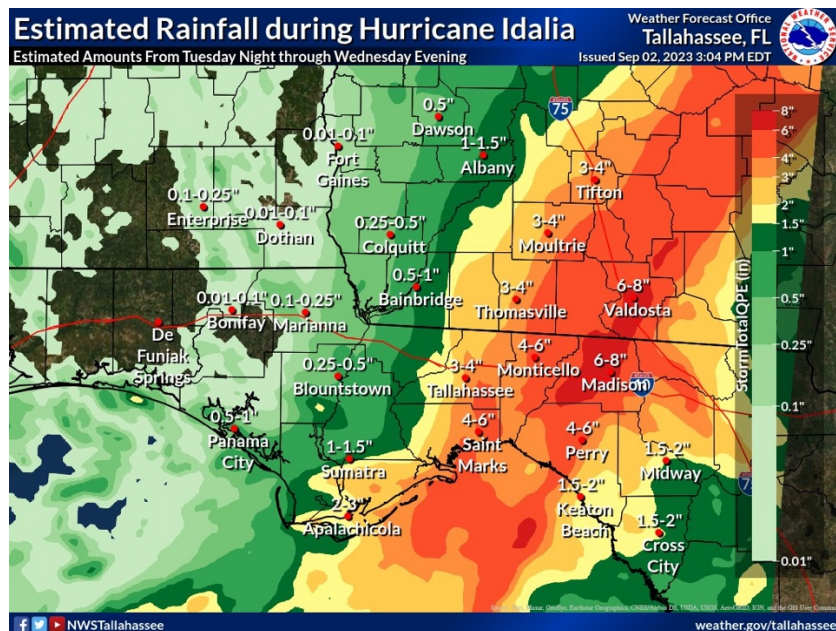 Estimated Rainfall during Hurricane Idalia
Estimated Amounts From Tuesday Night through Wednesday Evening
Weather Forecast Office
Tallahassee, FL
Issued Sep 02, 2023 3:04 PM EDT
NATIONAL WEATHER SERVICE
0.5"
Dawson
75
0.01-0.1"
Fort
Gaines
1-1.5"
Albany
3-4"
Tifton
0.1-0.25"
Enterprise
0.01-0.1"
Dothan
0.25-0.5"
Colquitt
3-4"
Moultrie
0.5-1"
Bainbridge
3-4"
Thomasville
6-8"
Valdosta
0.01-0.1"
Bonifay
0.1-0.25"
Marianna
De
Funiak
Springs
4-6"
Monticello
0.25-0.5"
Blountstown
3-4"
Tallahassee
6-8"
Madison
0.5-1"
Panama
City
4-6"
Saint
Marks
4-6"
Perry
1-1.5"
Sumatra
1.5-2"
Midway
2-3"
Apalachicola
1.5-2"
Keaton
Beach
1.5-2"
Cross
City
StormTotalQPE (in)
8"
6"
4"
3"
2"
1.5"
1"
0.5"
0.25"
0.1"
0.01"
NWSTallahassee
weather.gov/tallahassee